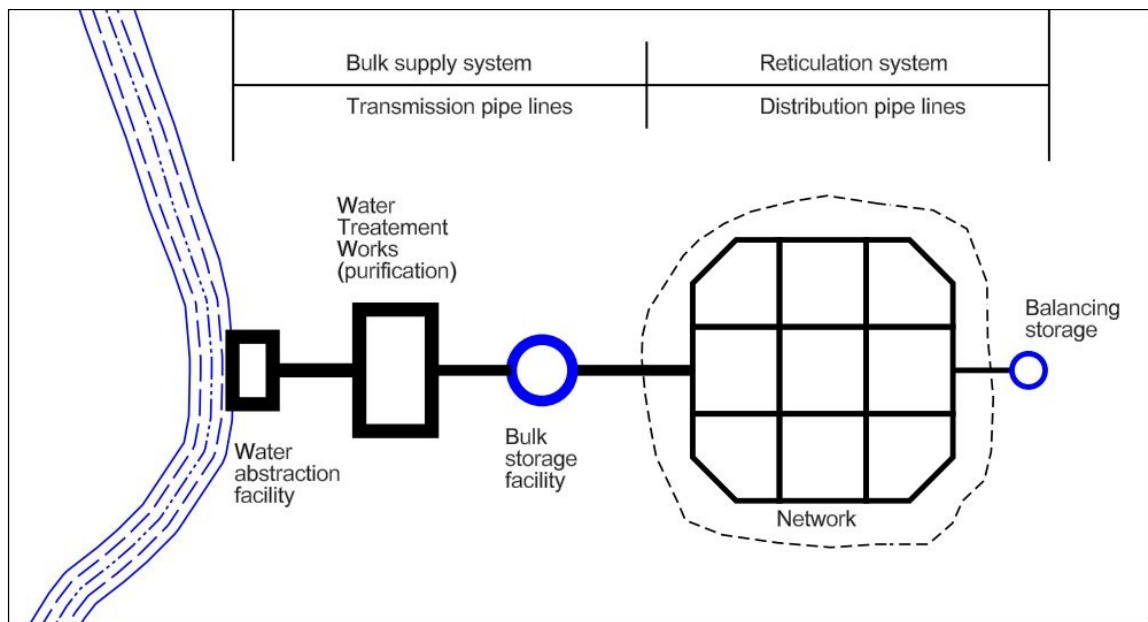 Bulk supply system
Reticulation system
Transmission pipe lines
Distribution pipe lines
Water
Treatement
Works
(purification)
Balancing
storage
Water
abstraction
facility
Bulk
storage
facility
Network